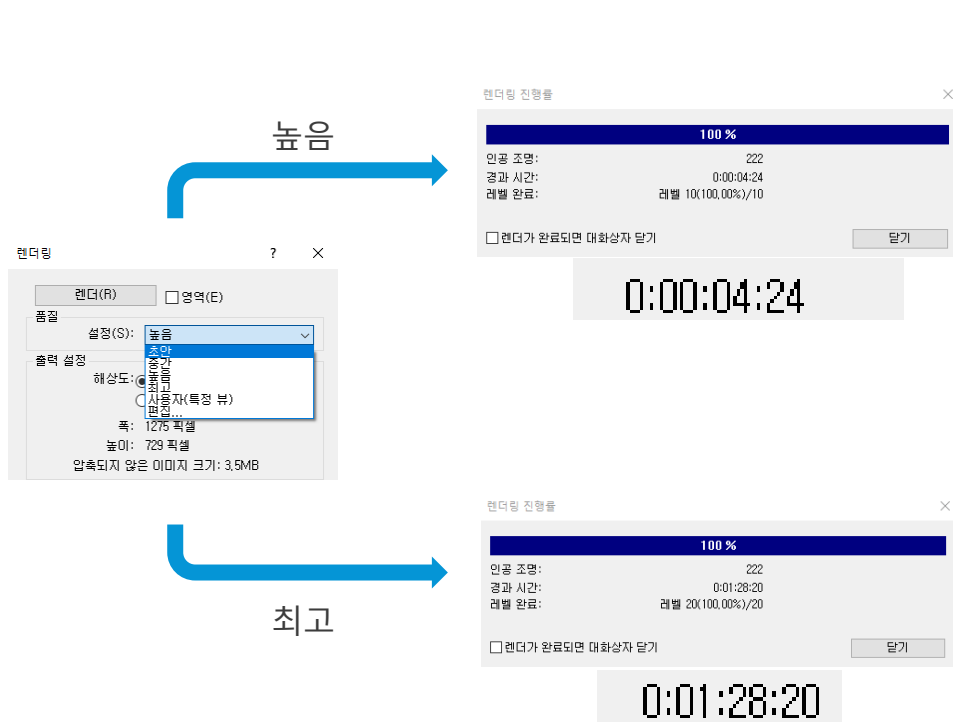 높음
렌더링 진행률
100 %
인공 조명: 222
경과 시간: 0:00:04:24
레벨 완료: 레벨 10(100,00%)/10
렌더가 완료되면 대화상자 닫기 닫기
0:00:04:24
렌더링 ?
렌더(R) 영역(E)
품질
설정(S): 높음
초안
출력 설정
중간
해상도: 높음
최고
사용자(특정 뷰)
편집...
폭: 1275 픽셀
높이: 729 픽셀
압축되지 않은 이미지 크기: 3,5MB
렌더링 진행률
100 %
인공 조명: 222
경과 시간: 0:01:28:20
레벨 완료: 레벨 20(100,00%)/20
렌더가 완료되면 대화상자 닫기 닫기
최고
0:01:28:20